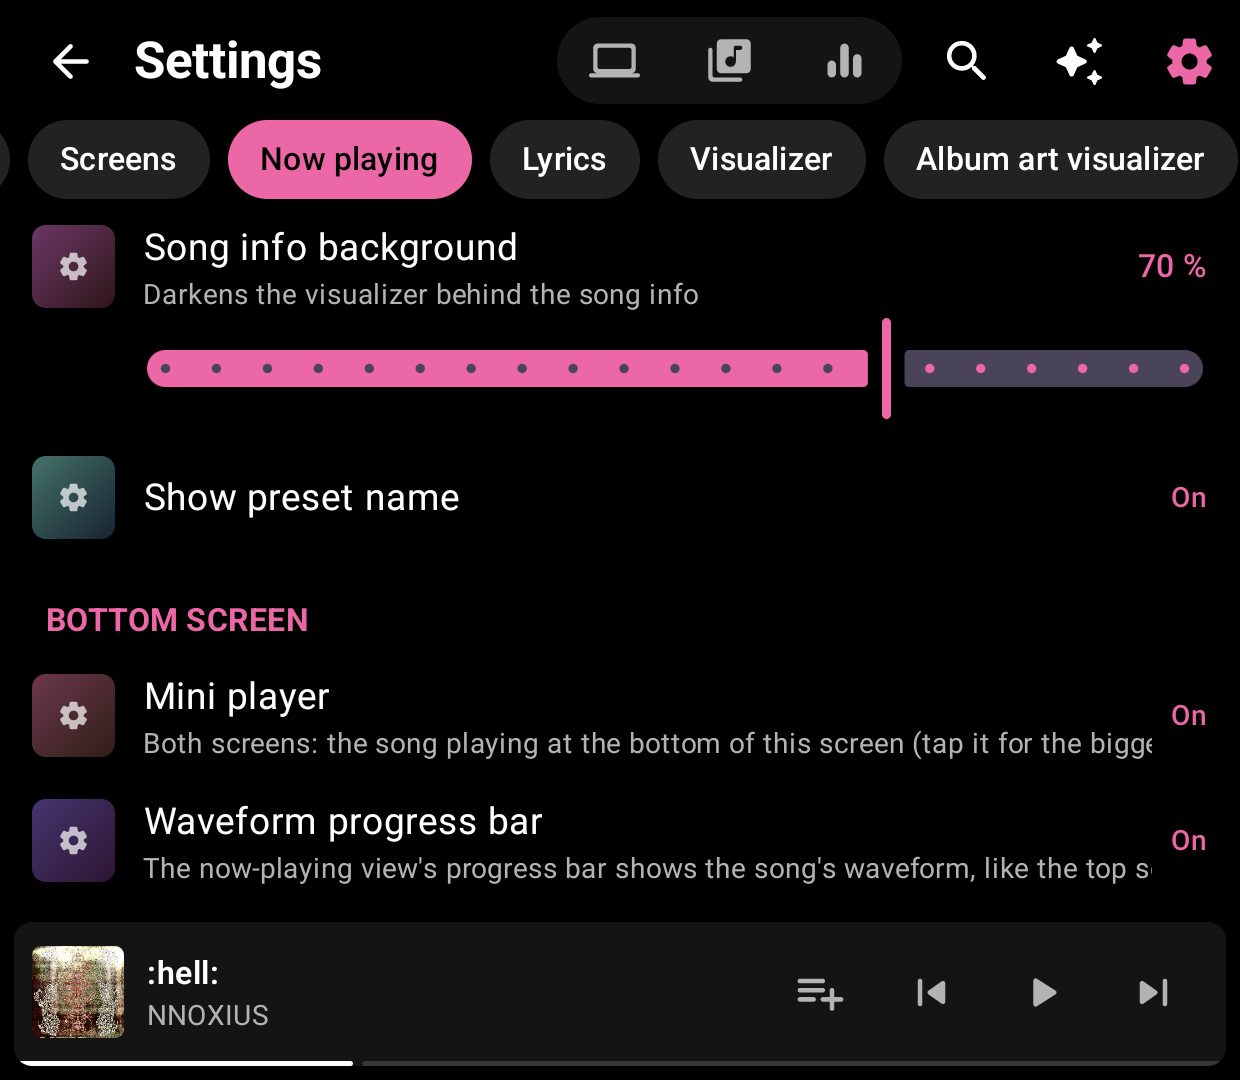 Settings
Screens
Now playing
Lyrics
Visualizer
Album art visualizer
Song info background
70 %
Darkens the visualizer behind the song info
Show preset name
On
BOTTOM SCREEN
Mini player
On
Both screens: the song playing at the bottom of this screen (tap it for the bigge
Waveform progress bar
On
The now-playing view's progress bar shows the song's waveform, like the top s
:hell:
NNOXIUS